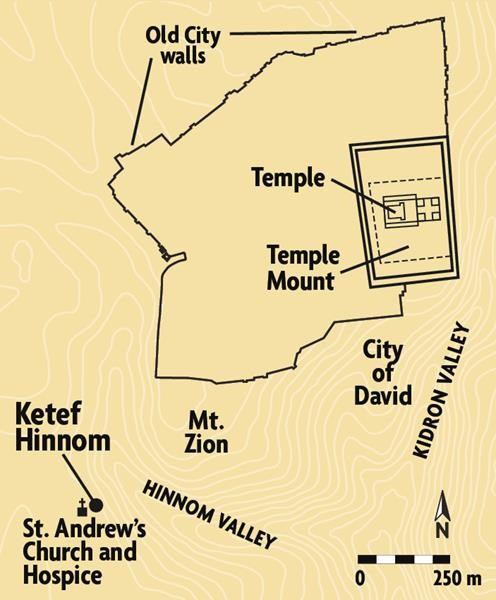 Old City
walls
Temple
Temple
Mount
City
of
David
KIDRON VALLEY
Ketef
Hinnom
Mt.
Zion
HINNOM VALLEY
St. Andrew's
Church and
Hospice
N
0 250 m